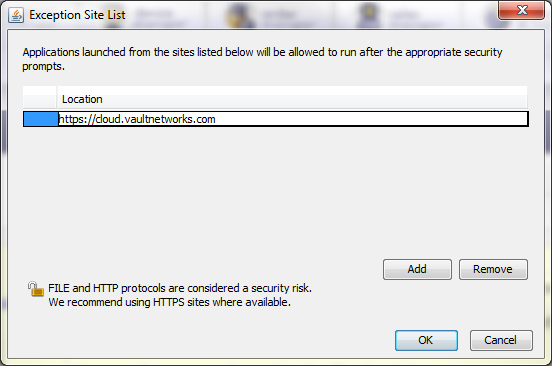 Exception Site List
Applications launched from the sites listed below will be allowed to run after the appropriate security
prompts.
Location
https://cloud.vaultnetworks.com
Add
Remove
FILE and HTTP protocols are considered a security risk.
We recommend using HTTPS sites where available.
OK
Cancel